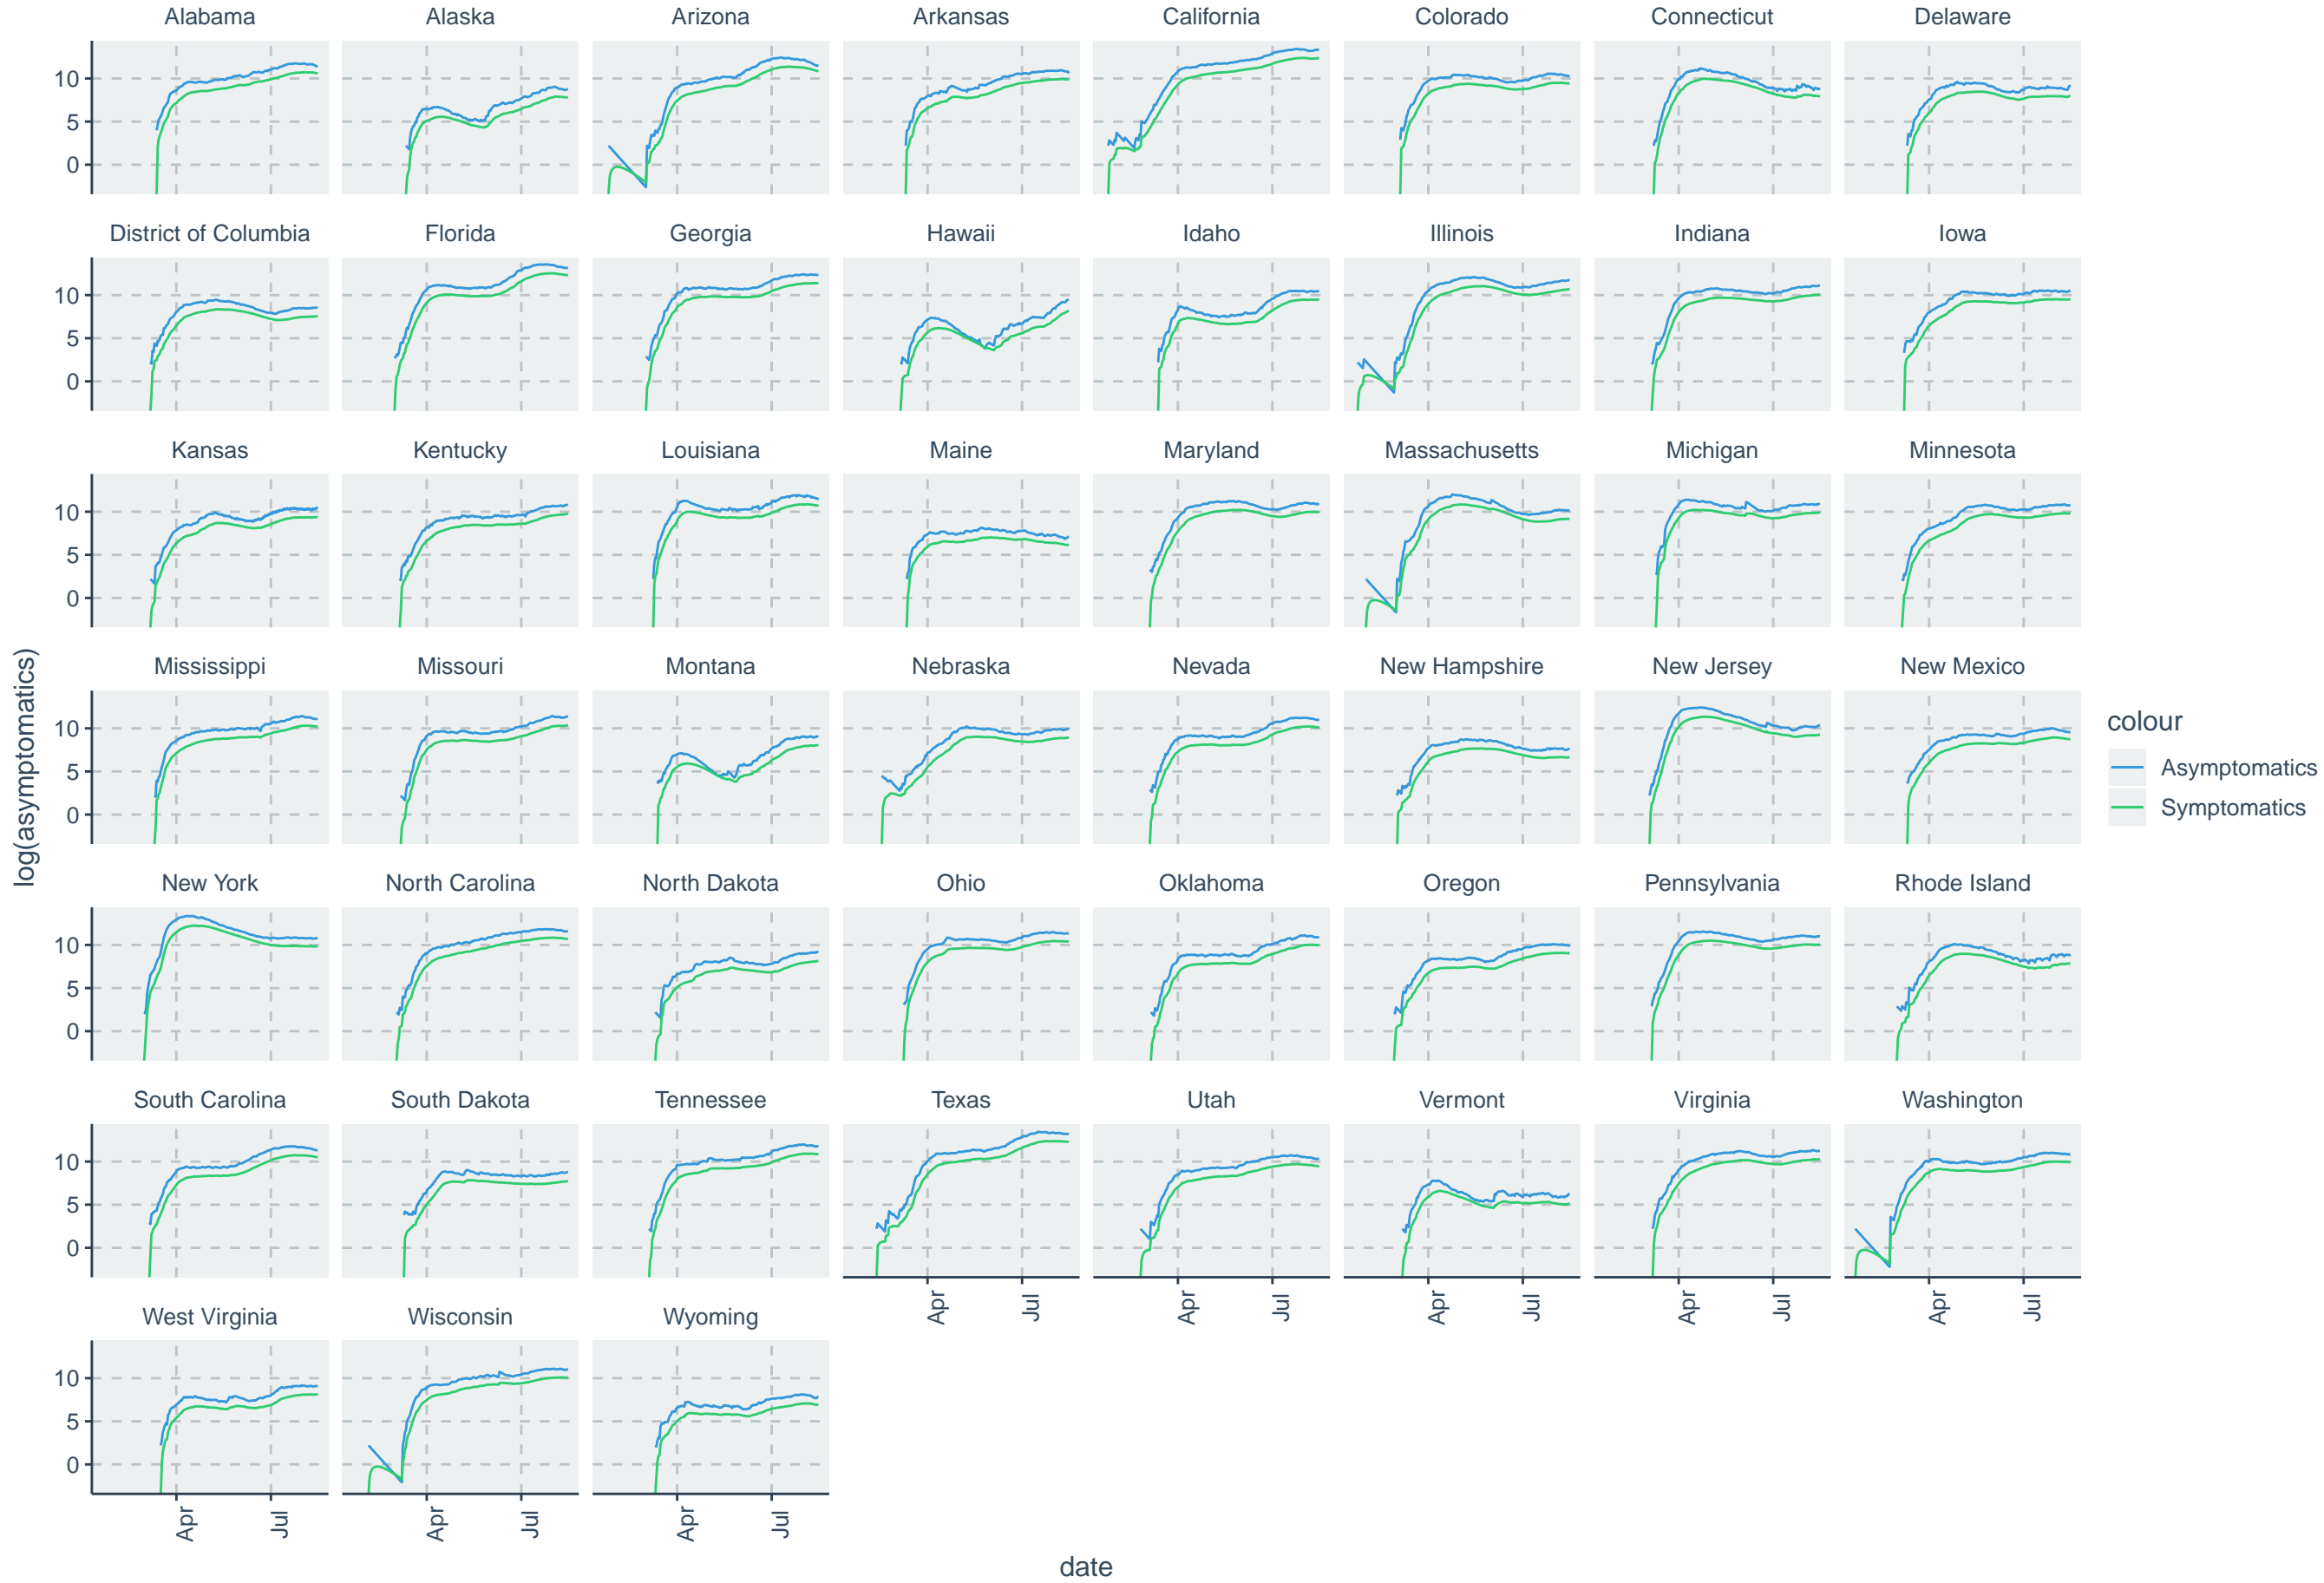 Alabama Alaska Arizona Arkansas California Colorado Connecticut Delaware
10
5
0
District of Columbia Florida Georgia Hawaii Idaho Illinois Indiana Iowa
10
5
0
Kansas Kentucky Louisiana Maine Maryland Massachusetts Michigan Minnesota
10
5
0
log(asymptomatics)
Mississippi Missouri Montana Nebraska Nevada New Hampshire New Jersey New Mexico
10
5
0
colour
Asymptomatics
Symptomatics
New York North Carolina North Dakota Ohio Oklahoma Oregon Pennsylvania Rhode Island
10
5
0
South Carolina South Dakota Tennessee Texas Utah Vermont Virginia Washington
10
5
0
Apr Jul Apr Jul Apr Jul Apr Jul Apr Jul
West Virginia Wisconsin Wyoming
10
5
0
Apr Jul Apr Jul Apr Jul
date